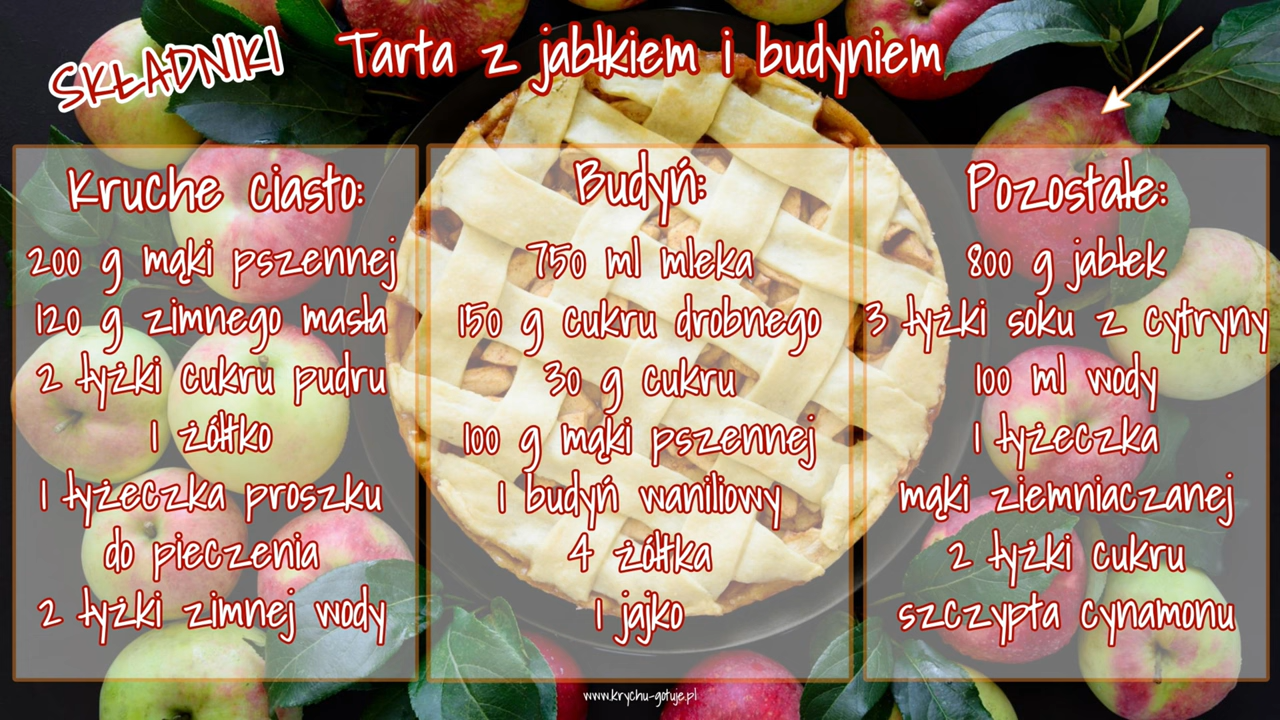 SKŁADNIKI
Tarta z jabłkiem i budyniem
Kruche ciasto:
200 g mąki pszennej
120 g zimnego masła
2 łyżki cukru pudru
1 żółtko
1 łyżeczka proszku
do pieczenia
2 łyżki zimnej wody
Budyń:
750 ml mleka
150 g cukru drobnego
30 g cukru
100 g mąki pszennej
1 budyń waniliowy
4 żółtka
1 jajko
Pozostałe:
800 g jabłek
3 łyżki soku z cytryny
100 ml wody
1 łyżeczka
mąki ziemniaczanej
2 łyżki cukru
szczypta cynamonu
www.krychu-gotuje.pl